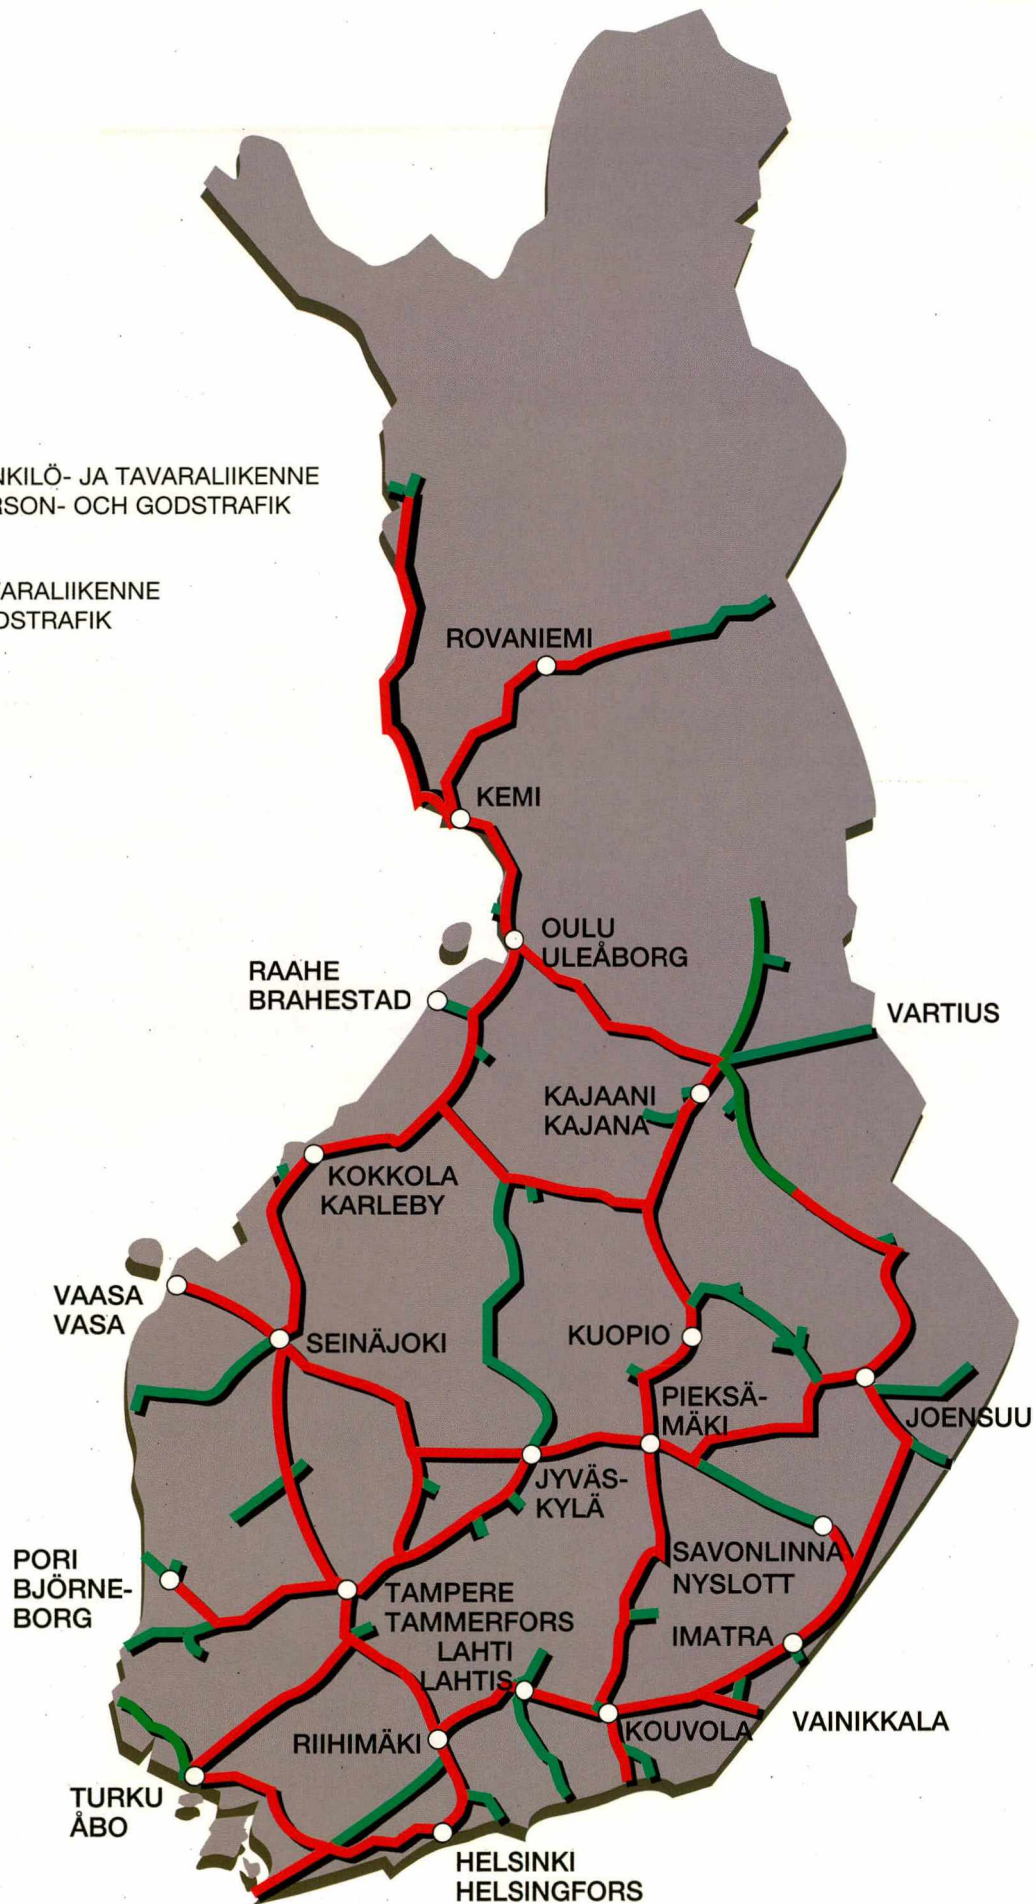 NKILÖ- JA TAVARALIIKENNE
RSON- OCH GODSTRAFIK
VARALIIKENNE
DSTRAFIK
ROVANIEMI
KEMI
OULU
ULEÅBORG
RAAHE
BRAHESTAD
VARTIUS
KAJAANI
KAJANA
KOKKOLA
KARLEBY
VAASA
VASA
SEINÄJOKI
KUOPIO
PIEKSÄ-
MÄKI
JOENSUU
JYVÄS-
KYLÄ
PORI
BJÖRNE-
BORG
SAVONLINNA
NYSLOTT
TAMPERE
TAMMERFORS
IMATRA
LAHTI
LAHTIS
RIIHIMÄKI
KOUVOLA
VAINIKKALA
TURKU
ÅBO
HELSINKI
HELSINGFORS